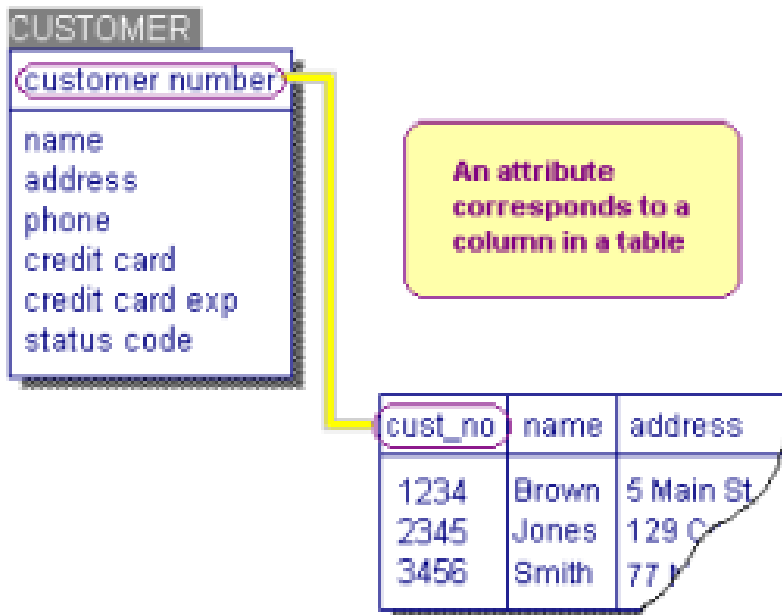 CUSTOMER
customer number
name
address
phone
credit card
credit card exp
status code
An attribute
corresponds to a
column in a table
cust_no name address
1234 Brown 5 Main St
2345 Jones 129
3456 Smith 77